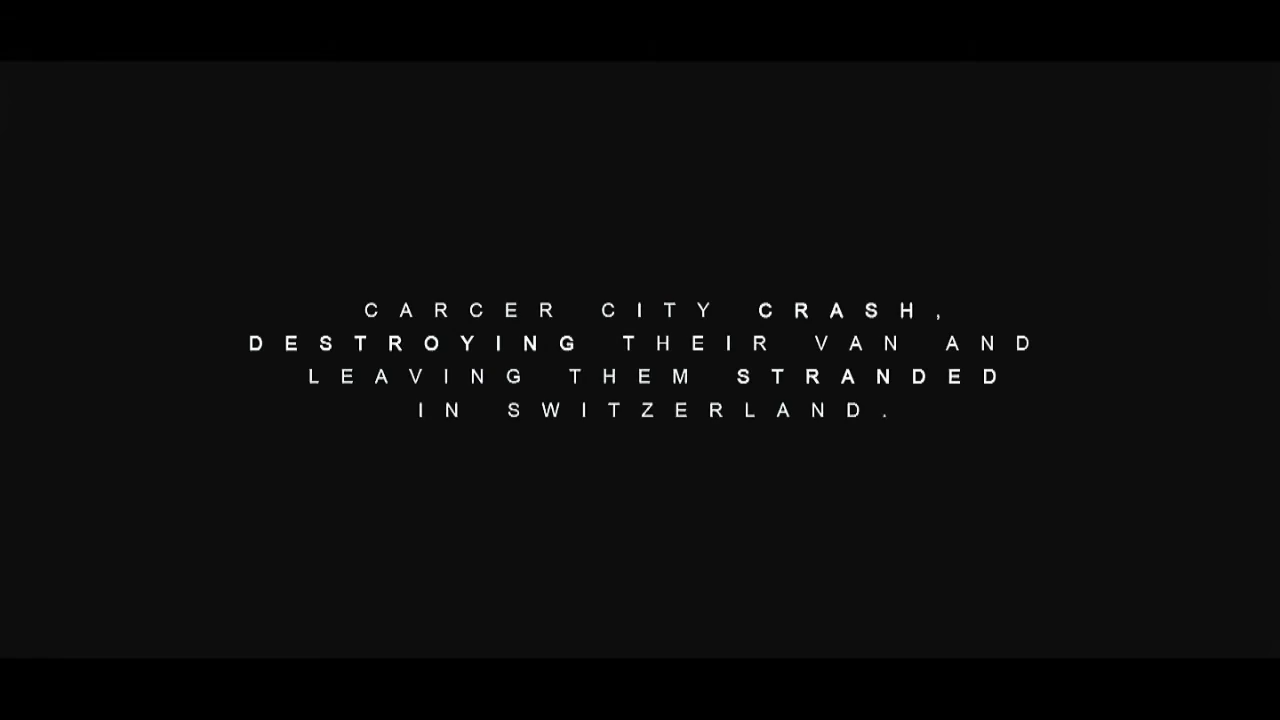 CARCER CITY CRASH,
DESTROYING THEIR VAN AND
LEAVING THEM STRANDED
IN SWITZERLAND.